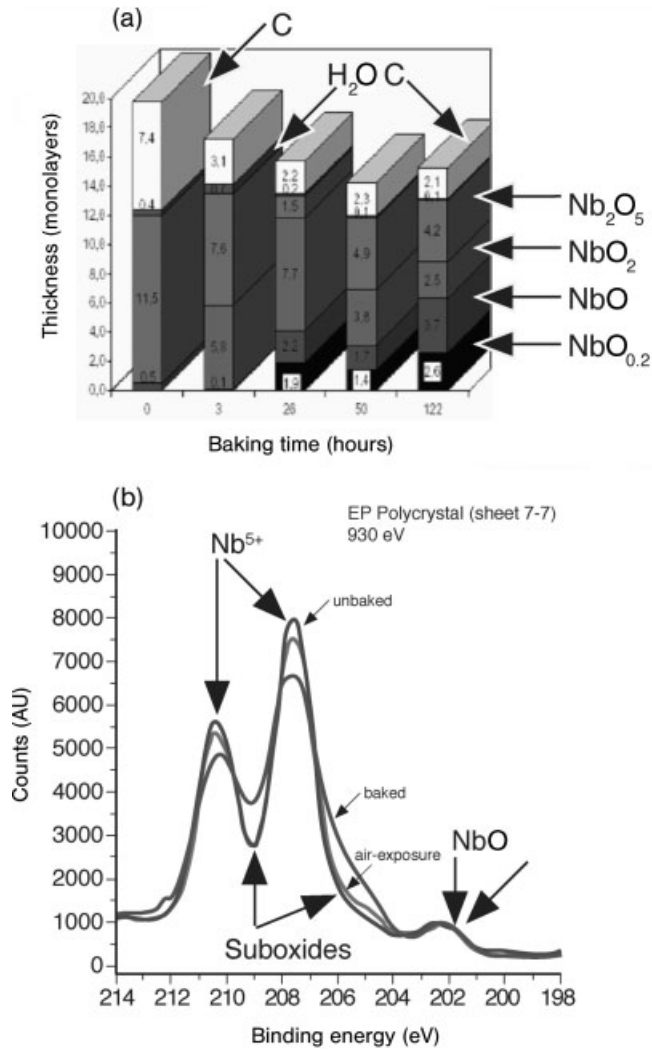 (a)
C
H₂O C
Thickness (monolayers)
20,0
18,0
16,0
14,0
12,0
10,0
8,0
6,0
4,0
2,0
0,0
7,4
0.4
11,5
0.5
3.1
7,6
5,8
0.1
2.2
0.2
1.5
7.7
2.2
1.9
2.3
0.1
4.9
3,8
1.7
1.4
2.1
0,1
4.2
2.5
3.7
2.6
Nb₂O₅
NbO₂
NbO
NbO₀.₂
0 3 26 50 122
Baking time (hours)
(b)
EP Polycrystal (sheet 7-7)
930 eV
Nb⁵⁺
unbaked
baked
air-exposure
NbO
Suboxides
Counts (AU)
10000
9000
8000
7000
6000
5000
4000
3000
2000
1000
0
214 212 210 208 206 204 202 200 198
Binding energy (eV)